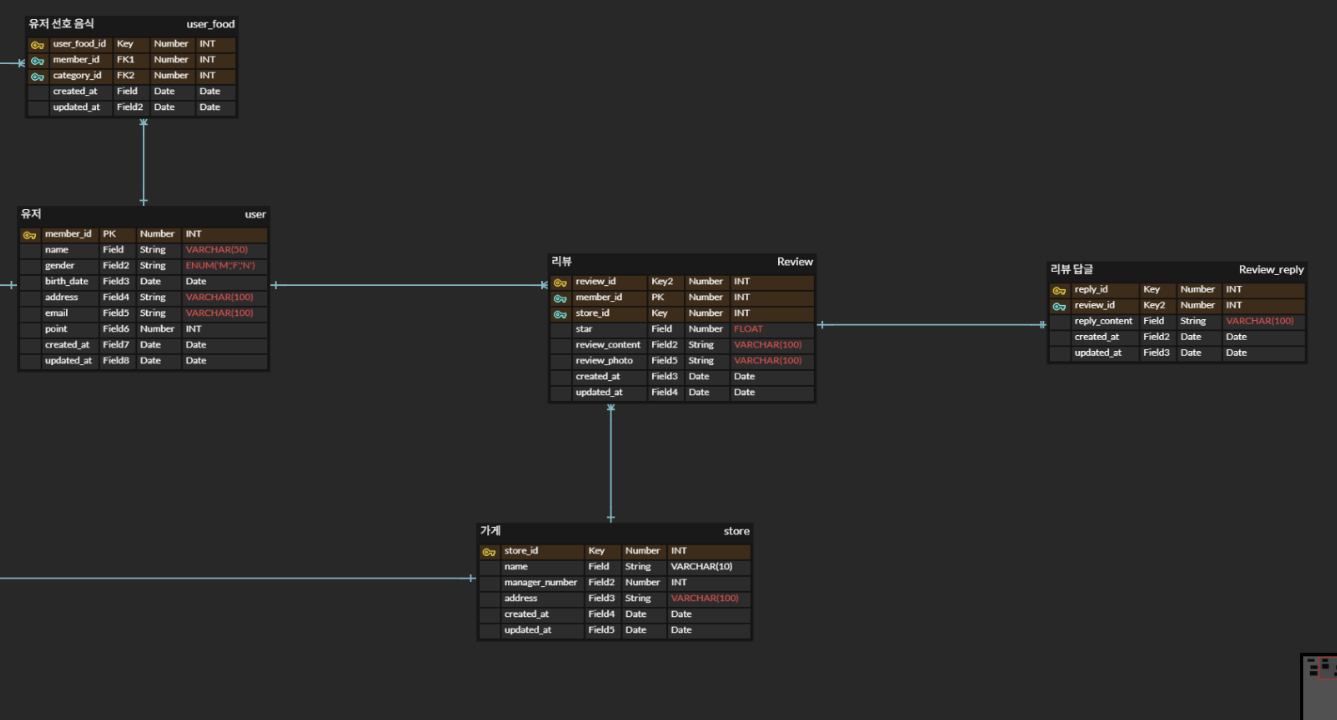 유저 선호 음식 user_food
user_food_id Key Number INT
member_id FK1 Number INT
category_id FK2 Number INT
created_at Field Date Date
updated_at Field2 Date Date
유저 user
member_id PK Number INT
name Field String VARCHAR(50)
gender Field2 String ENUM('M','F','N')
birth_date Field3 Date Date
address Field4 String VARCHAR(100)
email Field5 String VARCHAR(100)
point Field6 Number INT
created_at Field7 Date Date
updated_at Field8 Date Date
리뷰 Review
review_id Key2 Number INT
member_id PK Number INT
store_id Key Number INT
star Field Number FLOAT
review_content Field2 String VARCHAR(100)
review_photo Field5 String VARCHAR(100)
created_at Field3 Date Date
updated_at Field4 Date Date
리뷰 답글 Review_reply
reply_id Key Number INT
review_id Key2 Number INT
reply_content Field String VARCHAR(100)
created_at Field2 Date Date
updated_at Field3 Date Date
가게 store
store_id Key Number INT
name Field String VARCHAR(10)
manager_number Field2 Number INT
address Field3 String VARCHAR(100)
created_at Field4 Date Date
updated_at Field5 Date Date